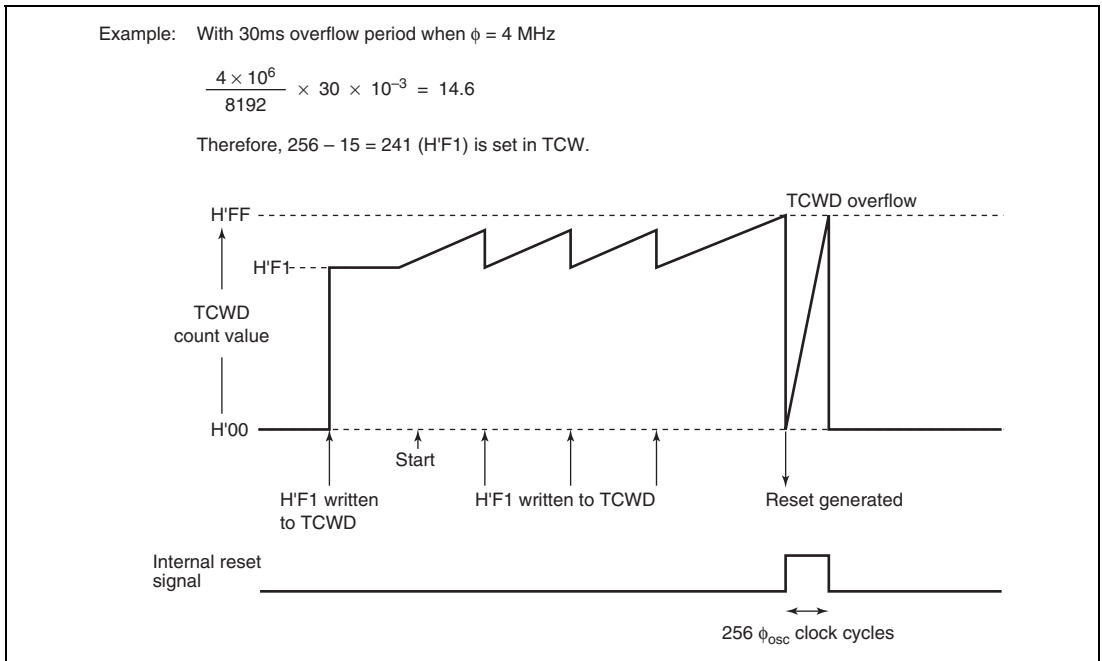 Example: With 30ms overflow period when ϕ = 4 MHz
4 × 10⁶
8192
× 30 × 10⁻³ = 14.6
Therefore, 256 – 15 = 241 (H'F1) is set in TCW.
TCWD overflow
H'FF
H'F1
TCWD
count value
H'00
Start
H'F1 written
to TCWD
H'F1 written to TCWD
Reset generated
Internal reset
signal
256 ϕosc clock cycles